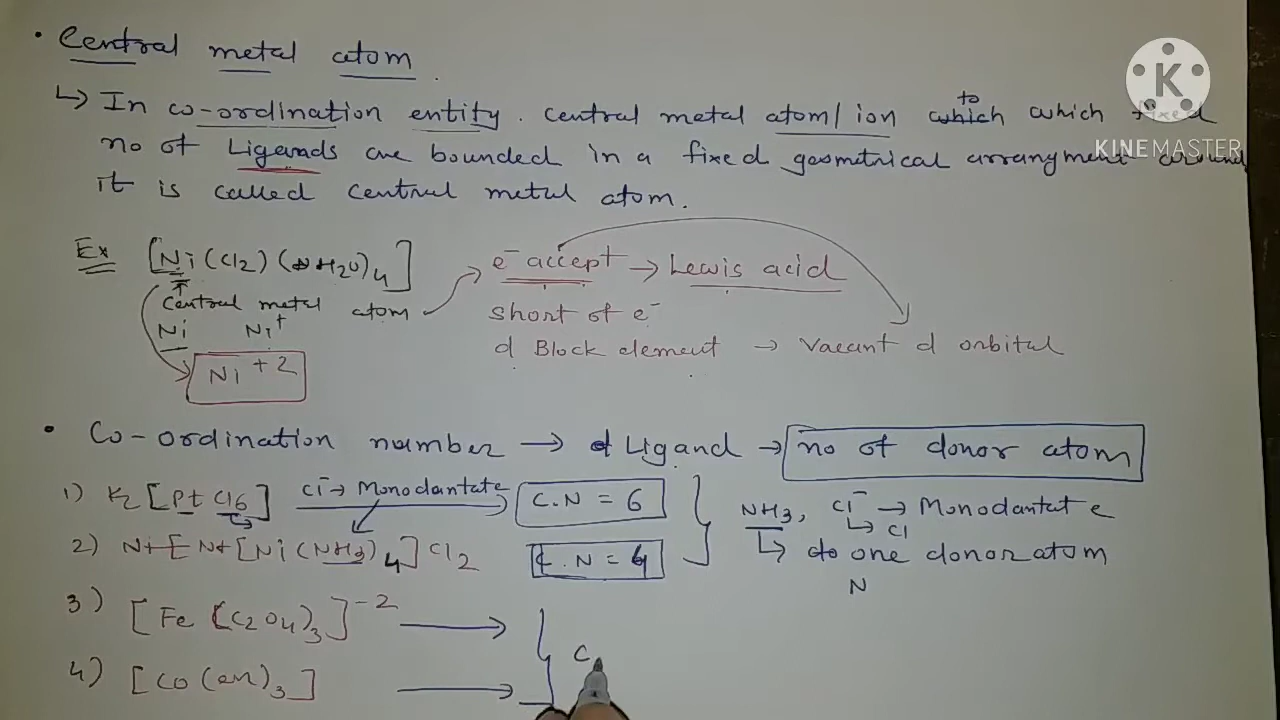 • Central metal atom.
↳ In co-ordination entity. Central metal atom/ion which to which fixed
no of Ligands are bounded in a fixed geometrical arrangment around
it is called central metal atom.
K
KINEMASTER
Ex [Ni(Cl2)(H2O)4] e⁻ accept → Lewis acid
Central metal atom short of e⁻
Ni Ni+ d Block element → Vacant d orbital
Ni+2
• Co-ordination number → Ligand → no of donor atom
1) K2[PtCl6] Cl⁻→ Monodantate C.N = 6 NH3, Cl⁻ → Monodantate
↳ Cl
2) [Ni(NH3)4]Cl2 C.N = 4 ↳ one donor atom
N
3) [Fe(C2O4)3]⁻2 →
4) [Co(en)3] → C